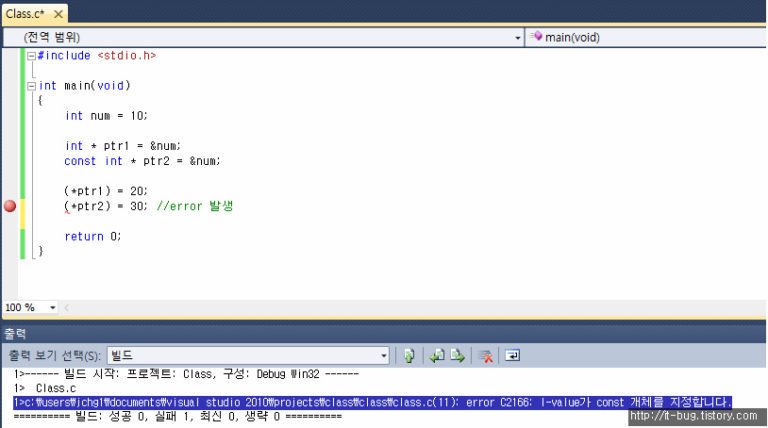 Class.c*
(전역 범위)
main(void)
#include <stdio.h>
int main(void)
{
int num = 10;
int * ptr1 = &num;
const int * ptr2 = &num;
(*ptr1) = 20;
(*ptr2) = 30; //error 발생
return 0;
}
100 %
출력
출력 보기 선택(S): 빌드
1>------ 빌드 시작: 프로젝트: Class, 구성: Debug Win32 ------
1>  Class.c
1>c:₩users₩jchg1₩documents₩visual studio 2010₩projects₩class₩class₩class.c(11): error C2166: l-value가 const 개체를 지정합니다.
========== 빌드: 성공 0, 실패 1, 최신 0, 생략 0 ==========
http://it-bug.tistory.com